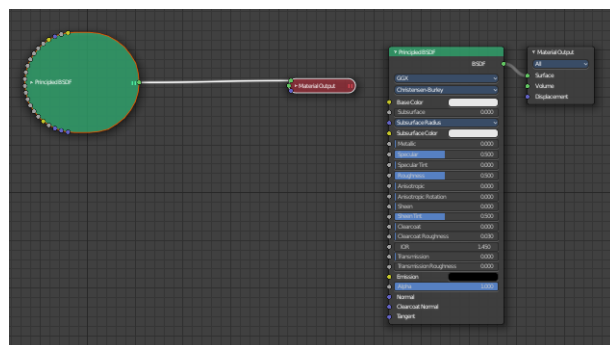 Principled BSDF
Material Output
Principled BSDF
BSDF
GGX
Christensen-Burley
Base Color
Subsurface 0.000
Subsurface Radius
Subsurface Color
Metallic 0.000
Specular 0.500
Specular Tint 0.000
Roughness 0.500
Anisotropic 0.000
Anisotropic Rotation 0.000
Sheen 0.000
Sheen Tint 0.500
Clearcoat 0.000
Clearcoat Roughness 0.030
IOR 1.450
Transmission 0.000
Transmission Roughness 0.000
Emission
Alpha 1.000
Normal
Clearcoat Normal
Tangent
Material Output
All
Surface
Volume
Displacement